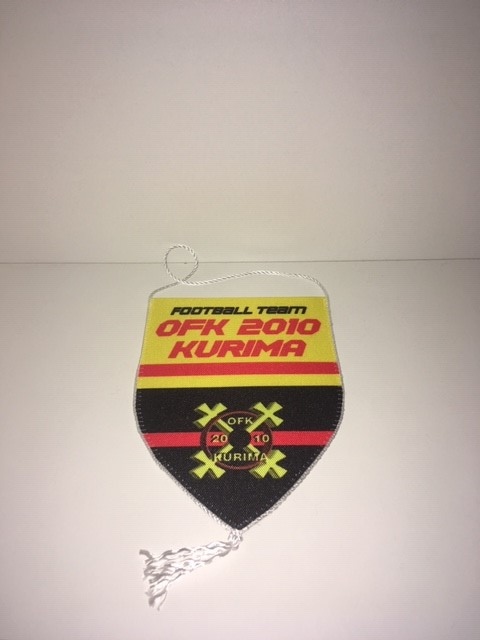 FOOTBALL TEAM
OFK 2010
KURIMA
OFK
20 10
KURIMA